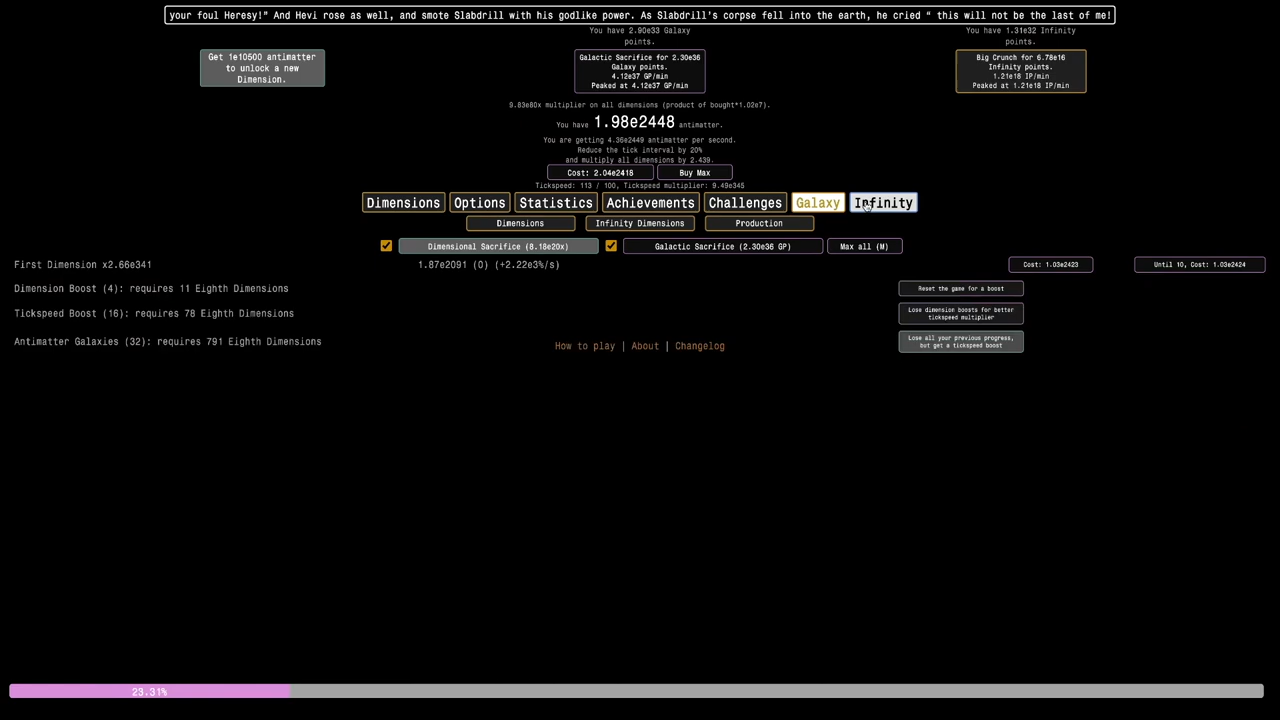 your foul Heresy!" And Hevi rose as well, and smote Slabdrill with his godlike power. As Slabdrill's corpse fell into the earth, he cried “ this will not be the last of me!
You have 2.90e33 Galaxy
points.
You have 1.31e32 Infinity
points.
Get 1e10500 antimatter
to unlock a new
Dimension.
Galactic Sacrifice for 2.30e36
Galaxy points.
4.12e37 GP/min
Peaked at 4.12e37 GP/min
Big Crunch for 6.78e16
Infinity points.
1.21e18 IP/min
Peaked at 1.21e18 IP/min
9.83e80x multiplier on all dimensions (product of bought*1.02e7).
You have 1.98e2448 antimatter.
You are getting 4.36e2449 antimatter per second.
Reduce the tick interval by 20%
and multiply all dimensions by 2.439.
Cost: 2.04e2418
Buy Max
Tickspeed: 113 / 100, Tickspeed multiplier: 9.49e345
Dimensions
Options
Statistics
Achievements
Challenges
Galaxy
Infinity
Dimensions
Infinity Dimensions
Production
Dimensional Sacrifice (8.18e20x)
Galactic Sacrifice (2.30e36 GP)
Max all (M)
First Dimension x2.66e341
1.87e2091 (0) (+2.22e3%/s)
Cost: 1.03e2423
Until 10, Cost: 1.03e2424
Dimension Boost (4): requires 11 Eighth Dimensions
Reset the game for a boost
Tickspeed Boost (16): requires 78 Eighth Dimensions
Lose dimension boosts for better
tickspeed multiplier
Antimatter Galaxies (32): requires 791 Eighth Dimensions
Lose all your previous progress,
but get a tickspeed boost
How to play | About | Changelog
23.31%